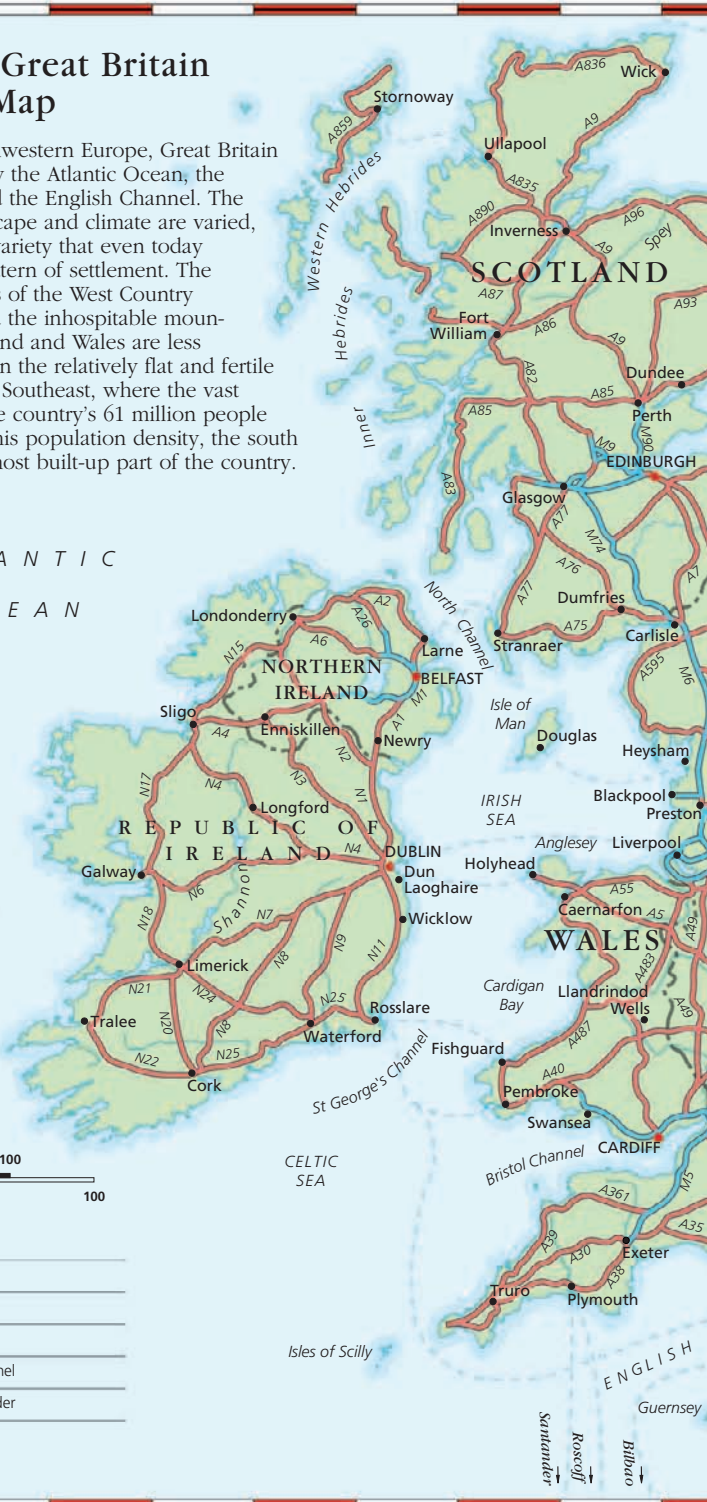 Great Britain
Map
western Europe, Great Britain
the Atlantic Ocean, the
the English Channel. The
cape and climate are varied,
variety that even today
tern of settlement. The
of the West Country
the inhospitable moun-
nd and Wales are less
n the relatively flat and fertile
Southeast, where the vast
e country's 61 million people
his population density, the south
nost built-up part of the country.
A N T I C
E A N
Stornoway
A859
Western Hebrides
Inner Hebrides
A836
Wick
A9
Ullapool
A835
A890
Inverness
A96
Spey
A9
SCOTLAND
A87
A93
Fort
William
A86
A9
A82
Dundee
A85
A85
Perth
M90
M9
EDINBURGH
A83
Glasgow
A77
M74
A76
A7
A77
Dumfries
A75
Stranraer
Carlisle
A595
M6
North Channel
Londonderry
A2
A26
A6
Larne
N15
NORTHERN
IRELAND
BELFAST
M1
Sligo
A4
Enniskillen
A1
Newry
N2
Isle of
Man
Douglas
Heysham
N17
N4
N3
N1
Longford
Blackpool
Preston
IRISH
SEA
REPUBLIC OF
IRELAND
N4
DUBLIN
Anglesey
Liverpool
Galway
Dun
Laoghaire
Holyhead
N6
Shannon
A55
Caernarfon
A5
A49
N18
N7
Wicklow
WALES
N9
N8
N11
A483
Limerick
N21
N24
Cardigan
Bay
Llandrindod
Wells
A49
N25
Rosslare
Tralee
N20
N8
Waterford
A487
N22
N25
Fishguard
Cork
St George's Channel
A40
Pembroke
Swansea
CARDIFF
100
100
CELTIC
SEA
Bristol Channel
M5
A361
A35
A39
A30
Exeter
A38
Truro
Plymouth
nel
der
Isles of Scilly
ENGLISH
Guernsey
Santander
Roscoff
Bilbao